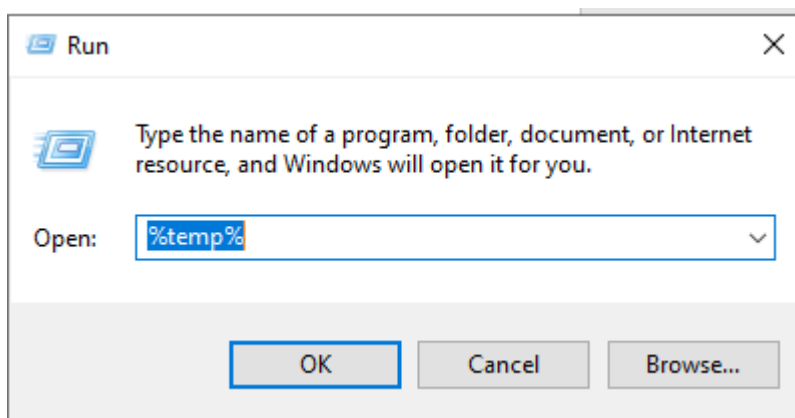 Run
Type the name of a program, folder, document, or Internet
resource, and Windows will open it for you.
Open: %temp%
OK Cancel Browse...